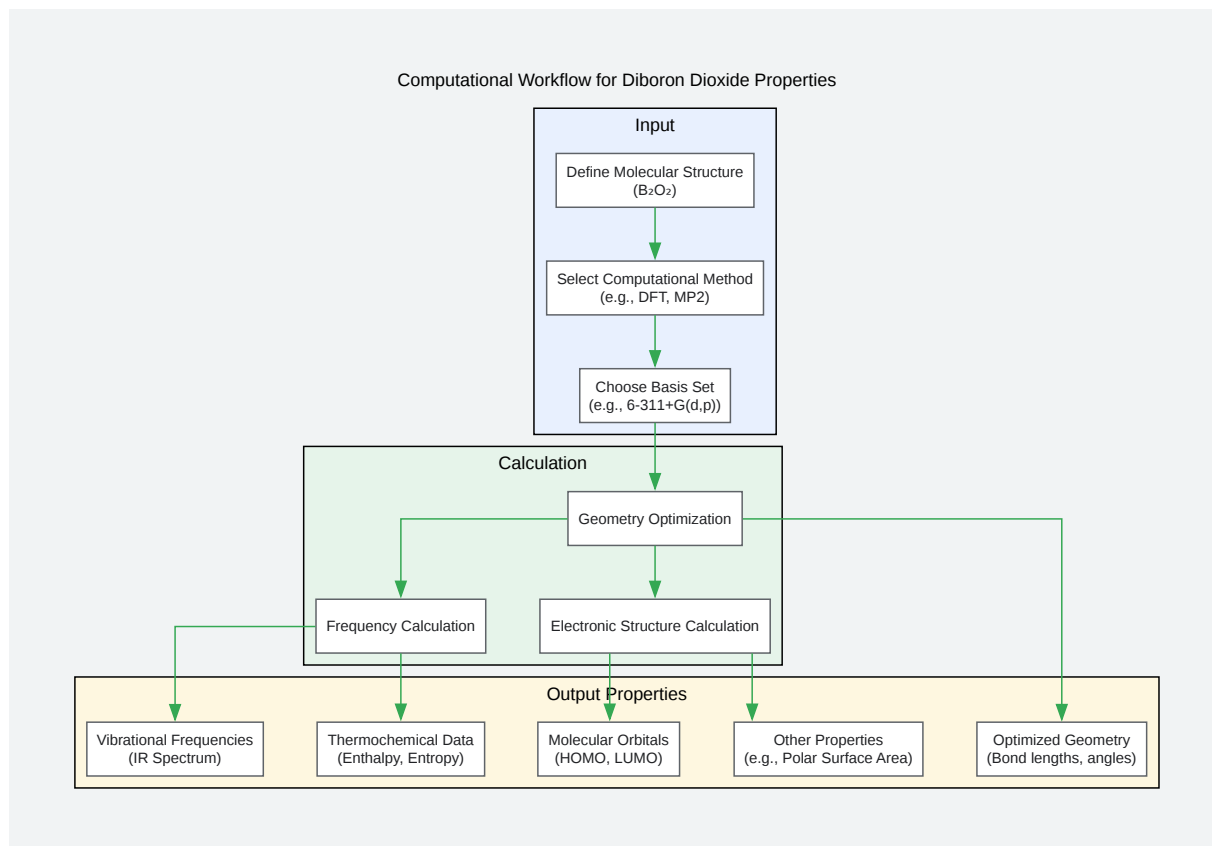 Computational Workflow for Diboron Dioxide Properties
Input
Define Molecular Structure
(B₂O₂)
Select Computational Method
(e.g., DFT, MP2)
Choose Basis Set
(e.g., 6-311+G(d,p))
Calculation
Geometry Optimization
Frequency Calculation
Electronic Structure Calculation
Output Properties
Vibrational Frequencies
(IR Spectrum)
Thermochemical Data
(Enthalpy, Entropy)
Molecular Orbitals
(HOMO, LUMO)
Other Properties
(e.g., Polar Surface Area)
Optimized Geometry
(Bond lengths, angles)